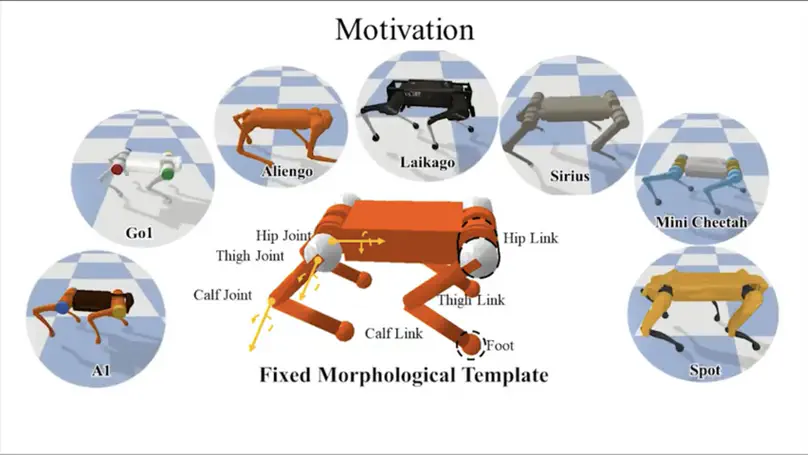 Motivation
Aliengo
Laikago
Sirius
Go1
Mini Cheetah
A1
Spot
Hip Joint
Thigh Joint
Calf Joint
Hip Link
Thigh Link
Calf Link
Foot
Fixed Morphological Template